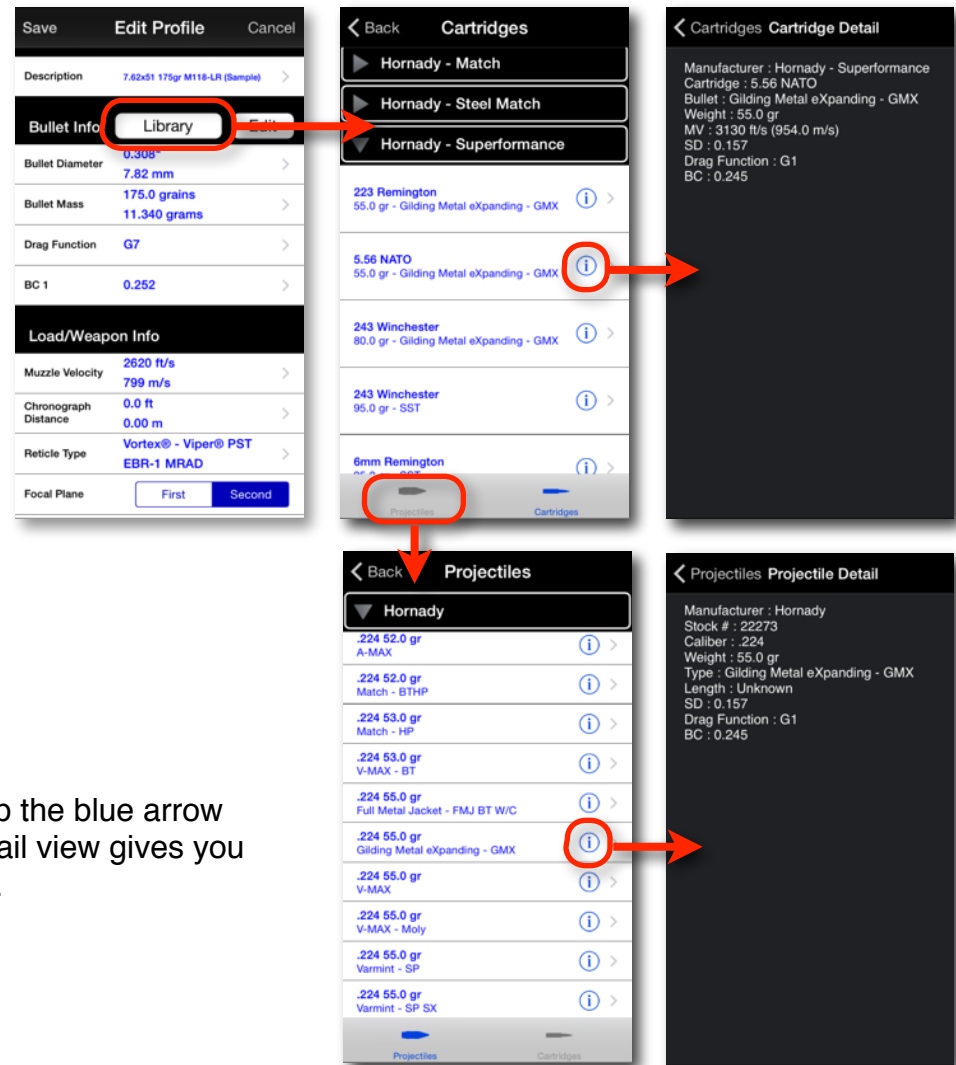 Save Edit Profile Cancel
Description 7.62x51 175gr M118-LR (Sample)
Bullet Info Library Edit
Bullet Diameter 0.308"
7.82 mm
Bullet Mass 175.0 grains
11.340 grams
Drag Function G7
BC 1 0.252
Load/Weapon Info
Muzzle Velocity 2620 ft/s
799 m/s
Chronograph Distance 0.0 ft
0.00 m
Reticle Type Vortex® - Viper® PST
EBR-1 MRAD
Focal Plane First Second
Back Cartridges
Hornady - Match
Hornady - Steel Match
Hornady - Superformance
223 Remington
55.0 gr - Gilding Metal eXpanding - GMX
5.56 NATO
55.0 gr - Gilding Metal eXpanding - GMX
243 Winchester
80.0 gr - Gilding Metal eXpanding - GMX
243 Winchester
95.0 gr - SST
6mm Remington
Projectiles Cartridges
Cartridges Cartridge Detail
Manufacturer : Hornady - Superformance
Cartridge : 5.56 NATO
Bullet : Gilding Metal eXpanding - GMX
Weight : 55.0 gr
MV : 3130 ft/s (954.0 m/s)
SD : 0.157
Drag Function : G1
BC : 0.245
Back Projectiles
Hornady
.224 52.0 gr
A-MAX
.224 52.0 gr
Match - BTHP
.224 53.0 gr
Match - HP
.224 53.0 gr
V-MAX - BT
.224 55.0 gr
Full Metal Jacket - FMJ BT W/C
.224 55.0 gr
Gilding Metal eXpanding - GMX
.224 55.0 gr
V-MAX
.224 55.0 gr
V-MAX - Moly
.224 55.0 gr
Varmint - SP
.224 55.0 gr
Varmint - SP SX
Projectiles Cartridges
Projectiles Projectile Detail
Manufacturer : Hornady
Stock # : 22273
Caliber : .224
Weight : 55.0 gr
Type : Gilding Metal eXpanding - GMX
Length : Unknown
SD : 0.157
Drag Function : G1
BC : 0.245
the blue arrow
view gives you